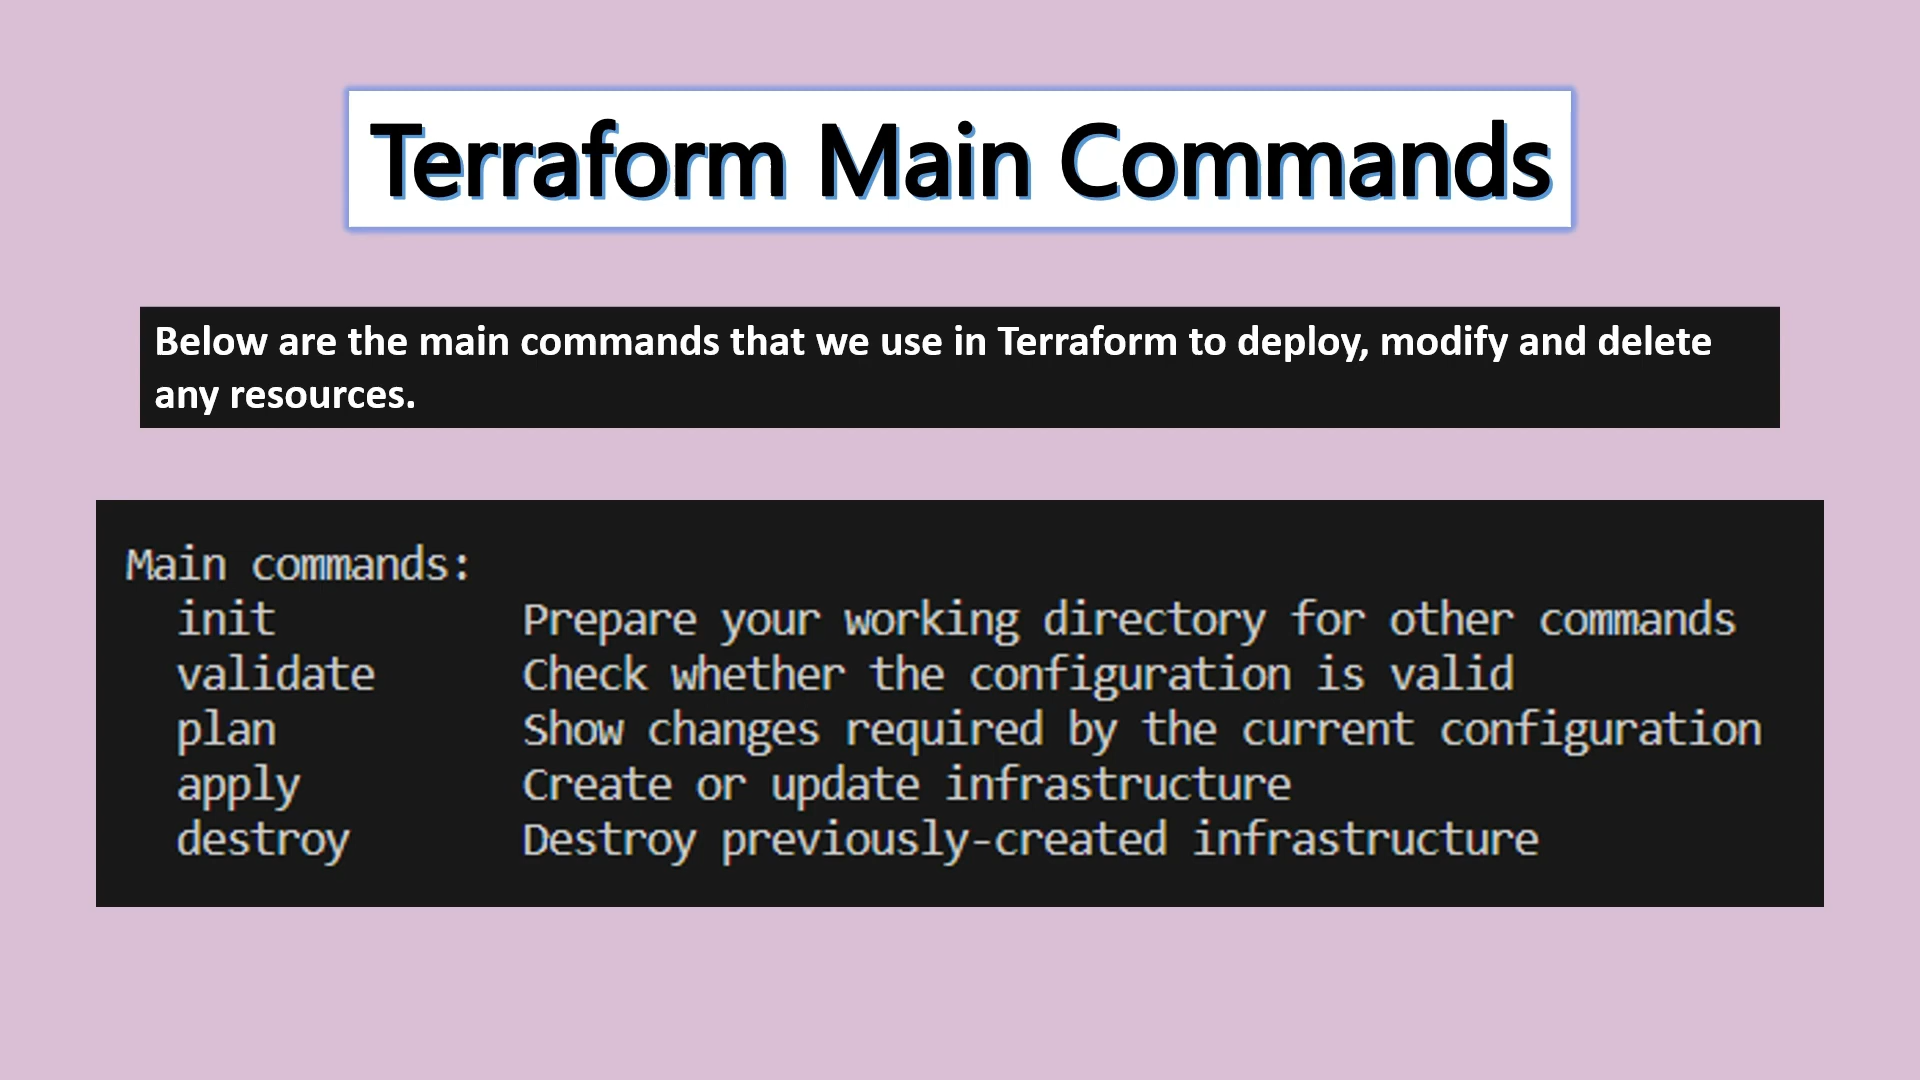 Terraform Main Commands
Below are the main commands that we use in Terraform to deploy, modify and delete
any resources.
Main commands:
init Prepare your working directory for other commands
validate Check whether the configuration is valid
plan Show changes required by the current configuration
apply Create or update infrastructure
destroy Destroy previously-created infrastructure